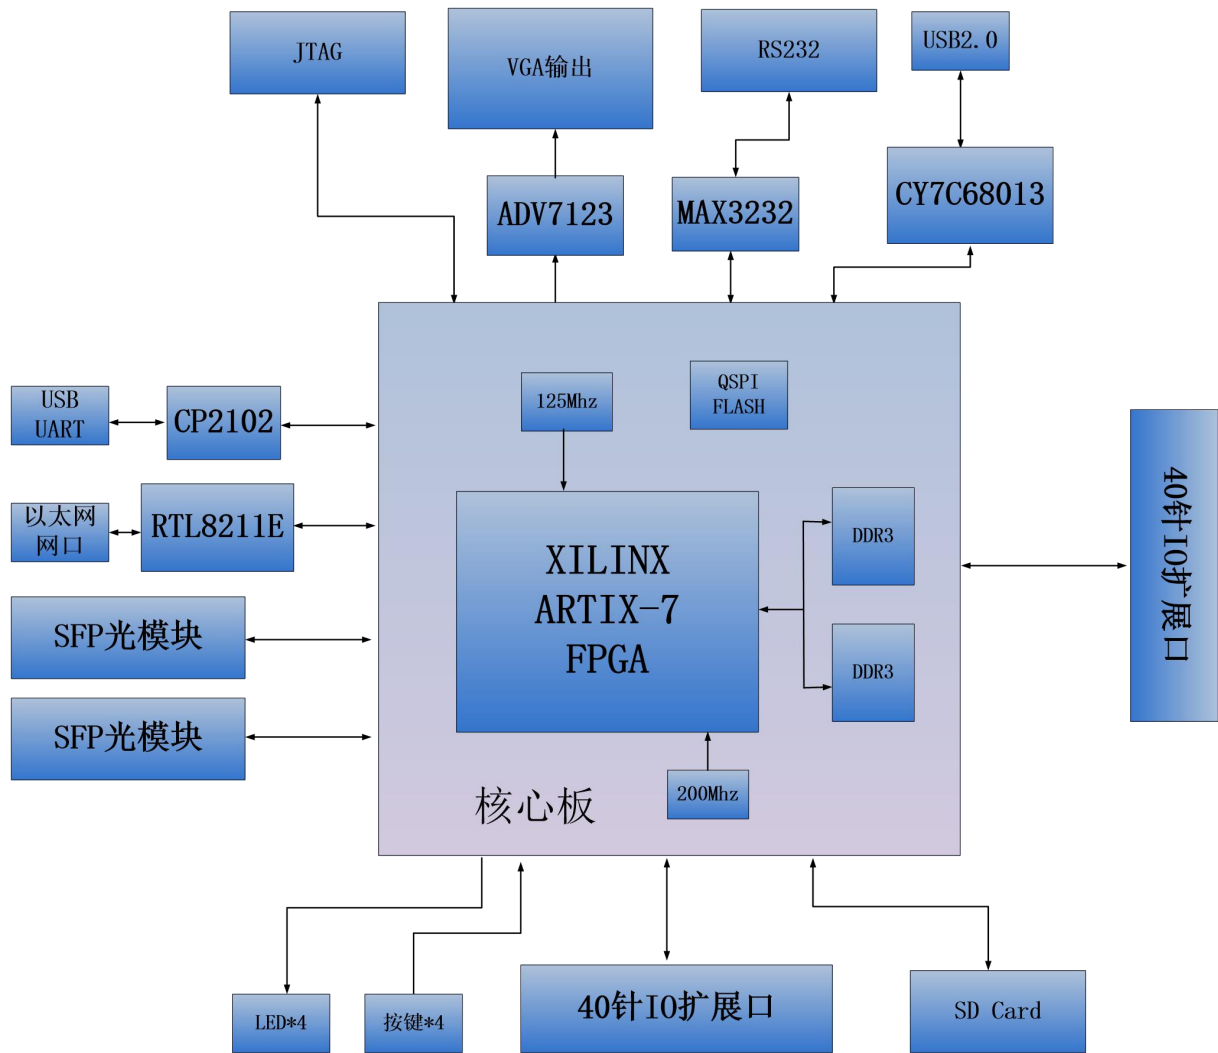 JTAG
VGA输出
RS232
USB2.0
ADV7123
MAX3232
CY7C68013
USB
UART
CP2102
125Mhz
QSPI
FLASH
以太网
网口
RTL8211E
XILINX
ARTIX-7
FPGA
DDR3
DDR3
40针IO扩展口
SFP光模块
SFP光模块
200Mhz
核心板
LED*4
按键*4
40针IO扩展口
SD Card